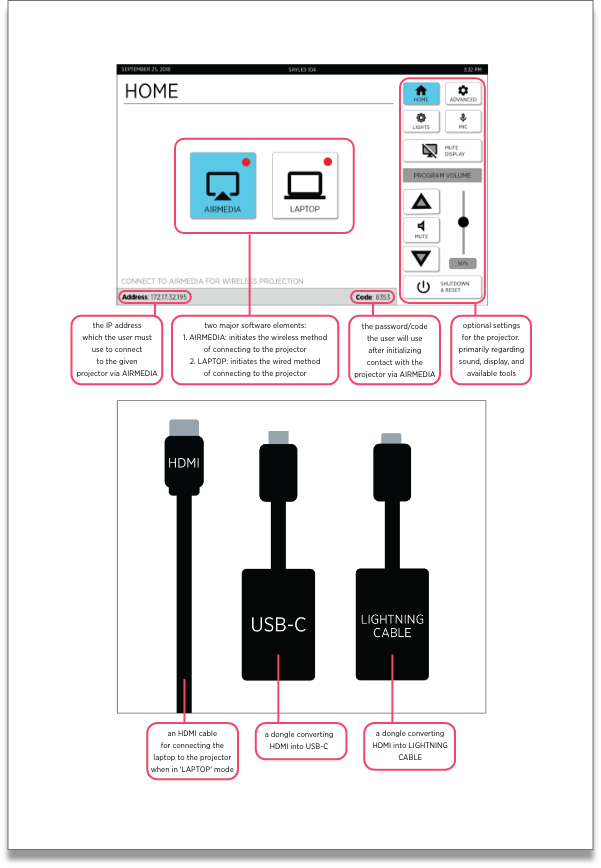 SEPTEMBER 25, 2018 SAYLES 104 3:32 PM
HOME
HOME ADVANCED
LIGHTS MIC
MUTE
DISPLAY
PROGRAM VOLUME
AIRMEDIA LAPTOP
MUTE
50%
CONNECT TO AIRMEDIA FOR WIRELESS PROJECTION
SHUTDOWN
& RESET
Address: 172.17.32.195 Code: 8353
the IP address
which the user must
use to connect
to the given
projector via AIRMEDIA
two major software elements:
1. AIRMEDIA: initiates the wireless method
of connecting to the projector
2. LAPTOP: initiates the wired method
of connecting to the projector
the password/code
the user will use
after initializing
contact with the
projector via AIRMEDIA
optional settings
for the projector.
primarily regarding
sound, display, and
available tools
HDMI
USB-C
LIGHTNING
CABLE
an HDMI cable
for connecting the
laptop to the projector
when in 'LAPTOP' mode
a dongle converting
HDMI into USB-C
a dongle converting
HDMI into LIGHTNING
CABLE